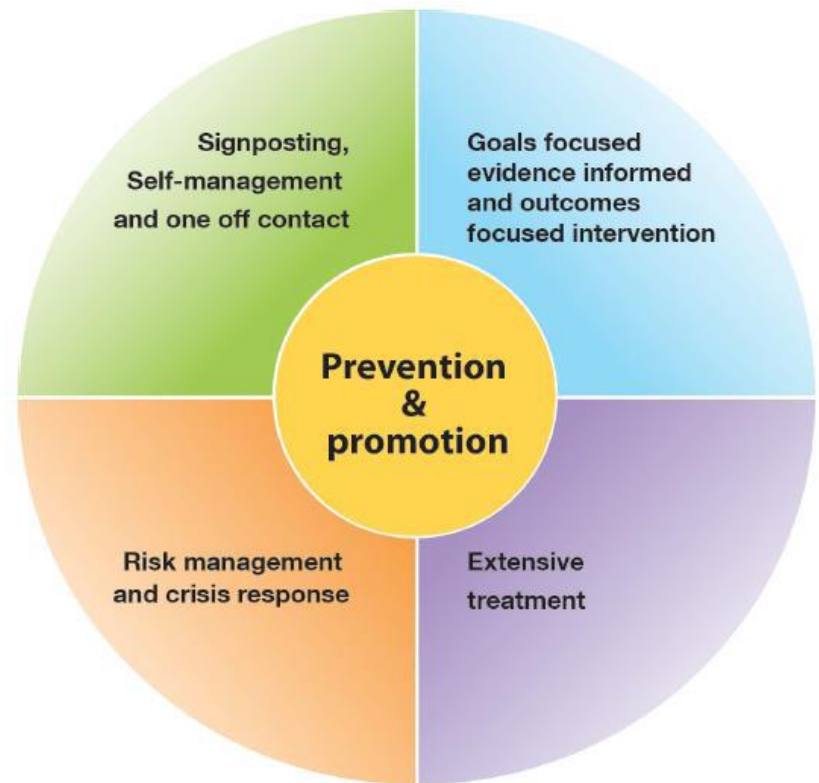 Signposting,
Self-management
and one off contact
Goals focused
evidence informed
and outcomes
focused intervention
Prevention
&
promotion
Risk management
and crisis response
Extensive
treatment